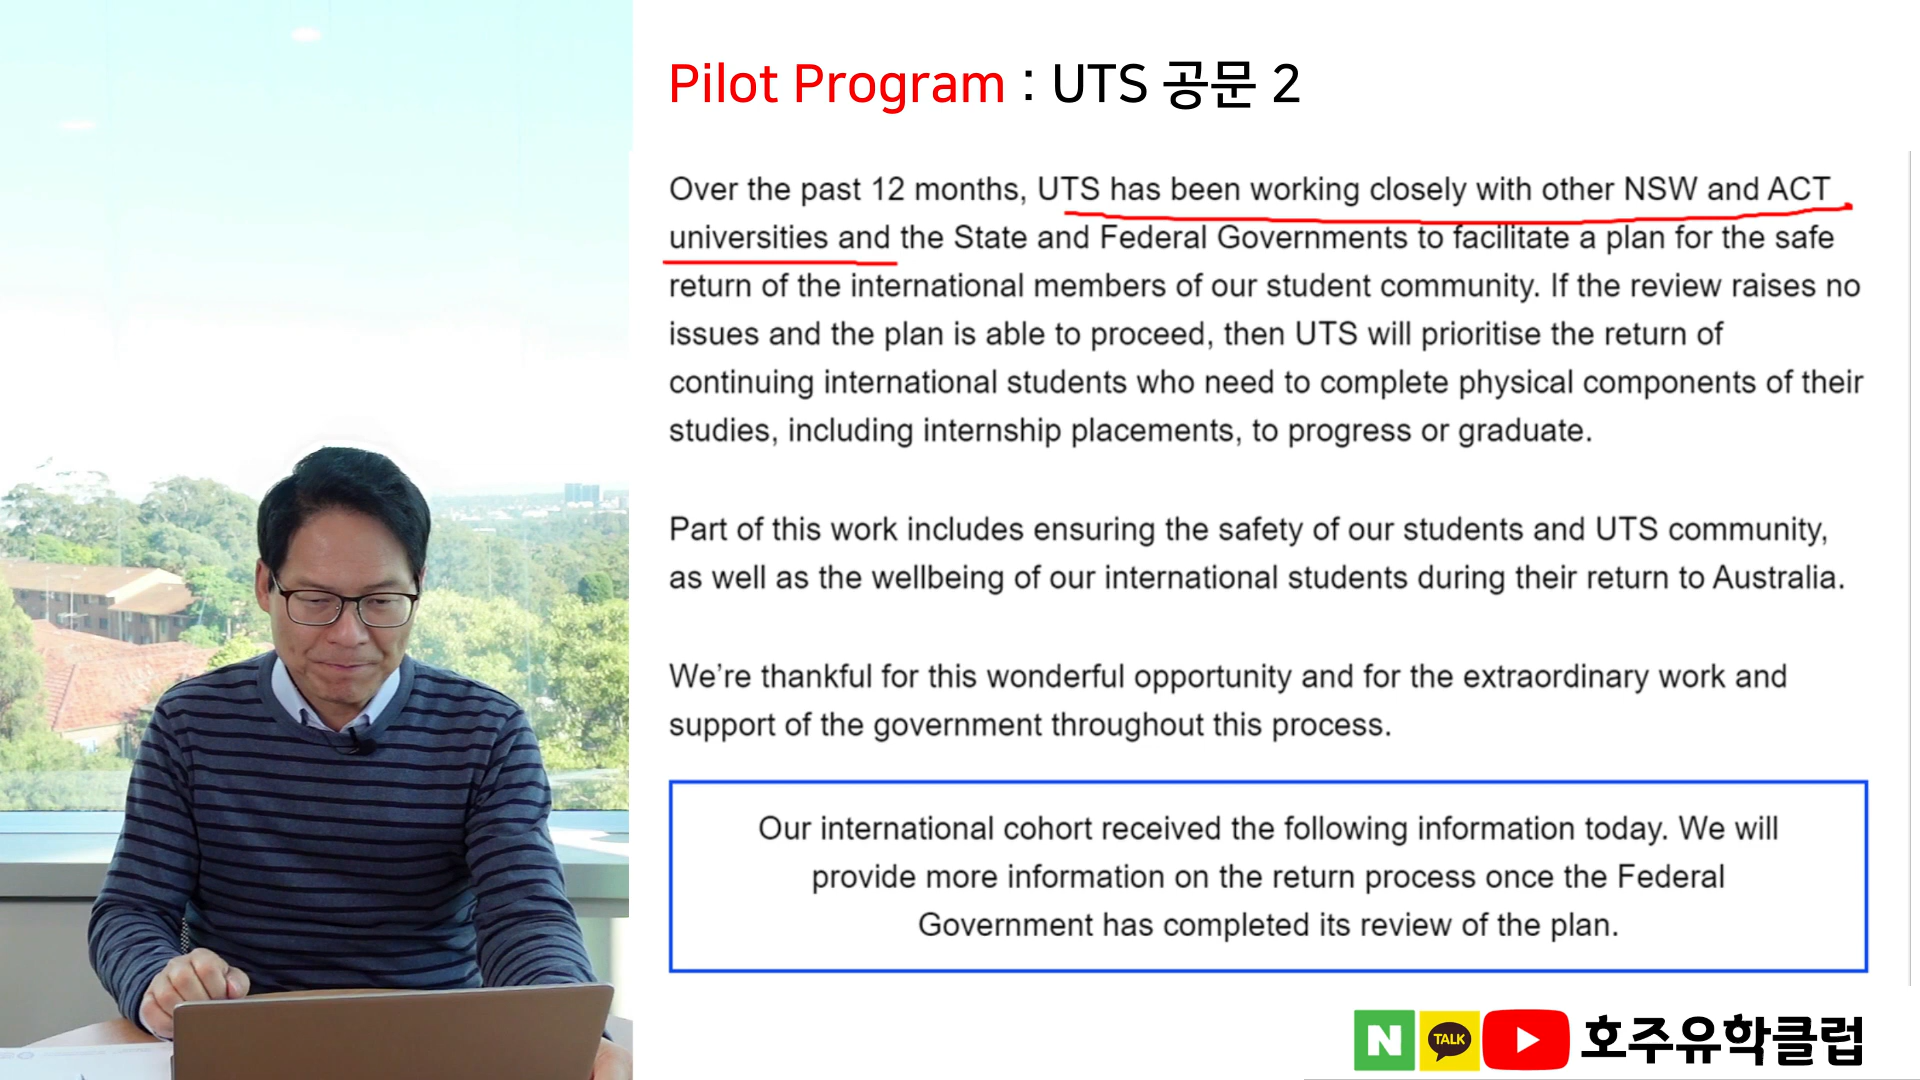 Pilot Program : UTS 공문 2
Over the past 12 months, UTS has been working closely with other NSW and ACT
universities and the State and Federal Governments to facilitate a plan for the safe
return of the international members of our student community. If the review raises no
issues and the plan is able to proceed, then UTS will prioritise the return of
continuing international students who need to complete physical components of their
studies, including internship placements, to progress or graduate.
Part of this work includes ensuring the safety of our students and UTS community,
as well as the wellbeing of our international students during their return to Australia.
We’re thankful for this wonderful opportunity and for the extraordinary work and
support of the government throughout this process.
Our international cohort received the following information today. We will
provide more information on the return process once the Federal
Government has completed its review of the plan.
N TALK 호주유학클럽